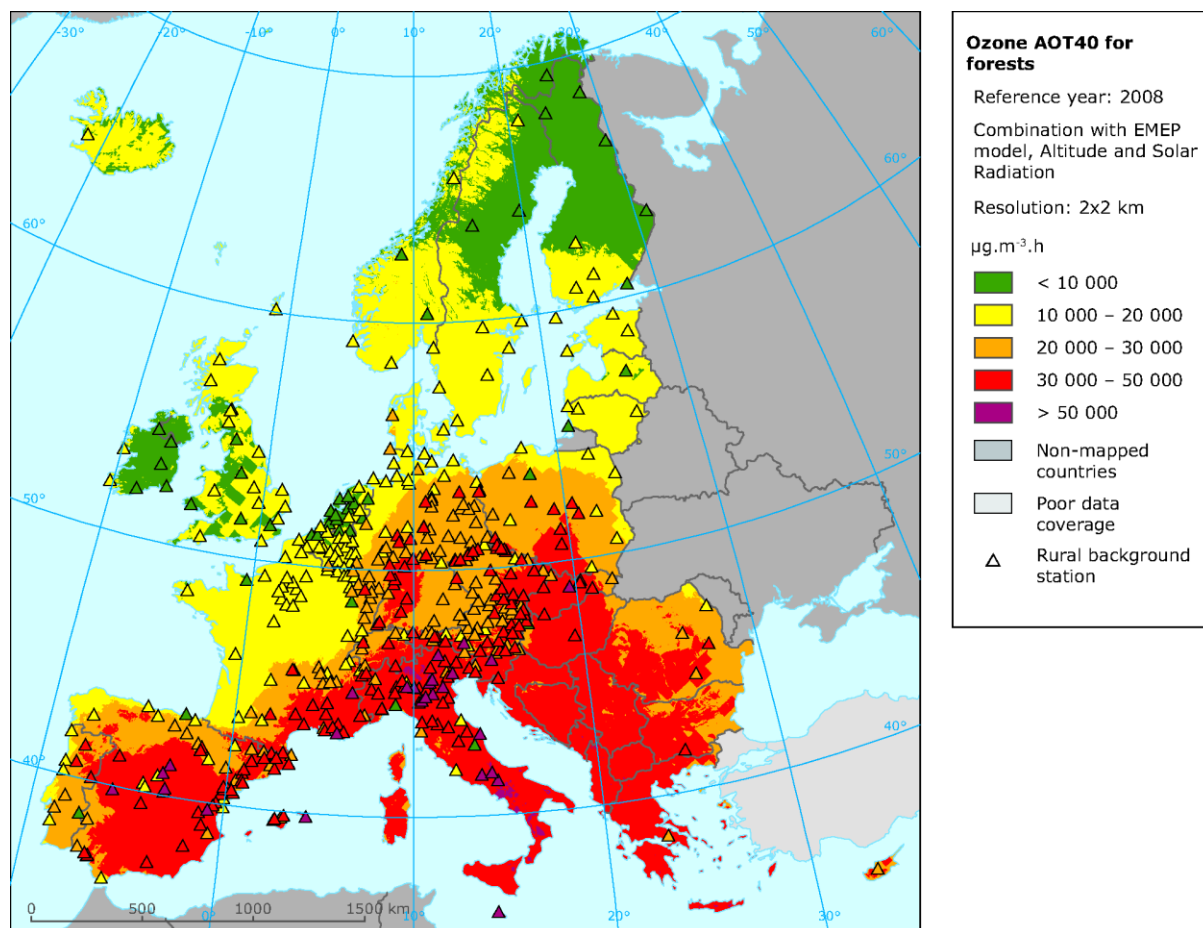 -30°
-20°
-10°
0°
10°
20°
30°
40°
50°
60°
60°
60°
50°
50°
40°
40°
0
500
1000
1500 km
0°
10°
20°
30°
Ozone AOT40 for
forests
Reference year: 2008
Combination with EMEP
model, Altitude and Solar
Radiation
Resolution: 2x2 km
µg.m⁻³.h
< 10 000
10 000 – 20 000
20 000 – 30 000
30 000 – 50 000
> 50 000
Non-mapped
countries
Poor data
coverage
Rural background
station